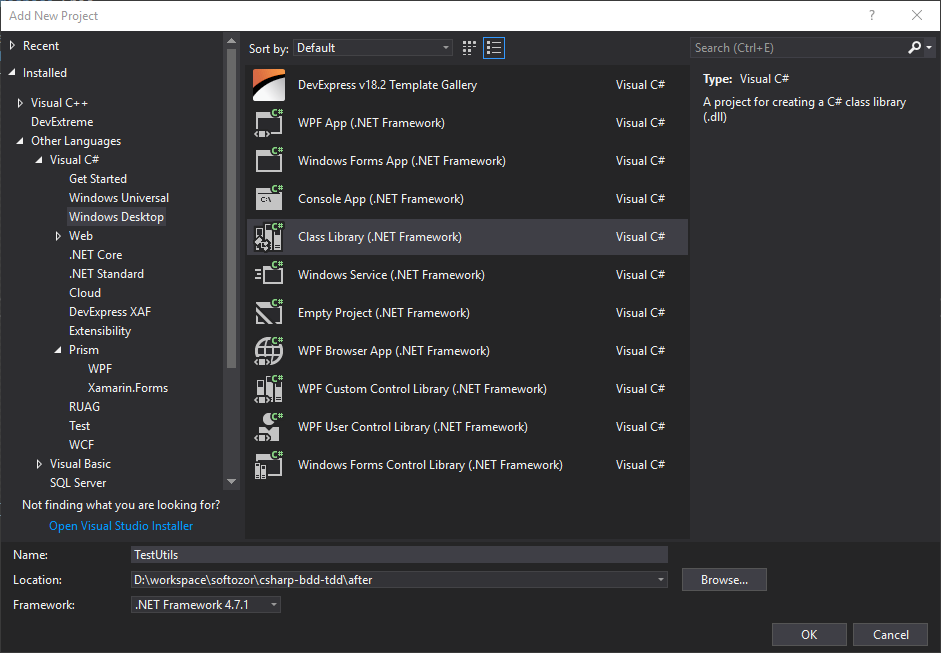 Add New Project
?
Recent
Installed
Visual C++
DevExtreme
Other Languages
Visual C#
Get Started
Windows Universal
Windows Desktop
Web
.NET Core
.NET Standard
Cloud
DevExpress XAF
Extensibility
Prism
WPF
Xamarin.Forms
RUAG
Test
WCF
Visual Basic
SQL Server
Not finding what you are looking for?
Open Visual Studio Installer
Sort by: Default
DevExpress v18.2 Template Gallery Visual C#
C# WPF App (.NET Framework) Visual C#
C# Windows Forms App (.NET Framework) Visual C#
C# C:\ Console App (.NET Framework) Visual C#
C# Class Library (.NET Framework) Visual C#
C# Windows Service (.NET Framework) Visual C#
C# Empty Project (.NET Framework) Visual C#
C# WPF Browser App (.NET Framework) Visual C#
C# WPF Custom Control Library (.NET Framework) Visual C#
C# WPF User Control Library (.NET Framework) Visual C#
C# Windows Forms Control Library (.NET Framework) Visual C#
Search (Ctrl+E)
Type: Visual C#
A project for creating a C# class library
(.dll)
Name: TestUtils
Location: D:\workspace\softozor\csharp-bdd-tdd\after Browse...
Framework: .NET Framework 4.7.1
OK Cancel